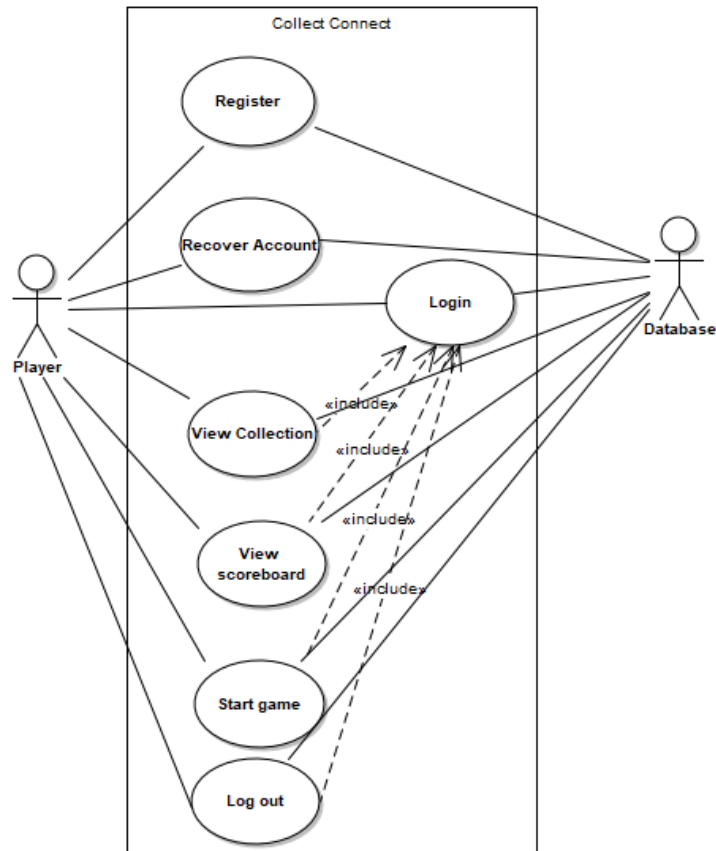 Collect Connect
Register
Recover Account
Login
Player
Database
View Collection
«include»
«include»
«include»
View
scoreboard
«include»
Start game
Log out